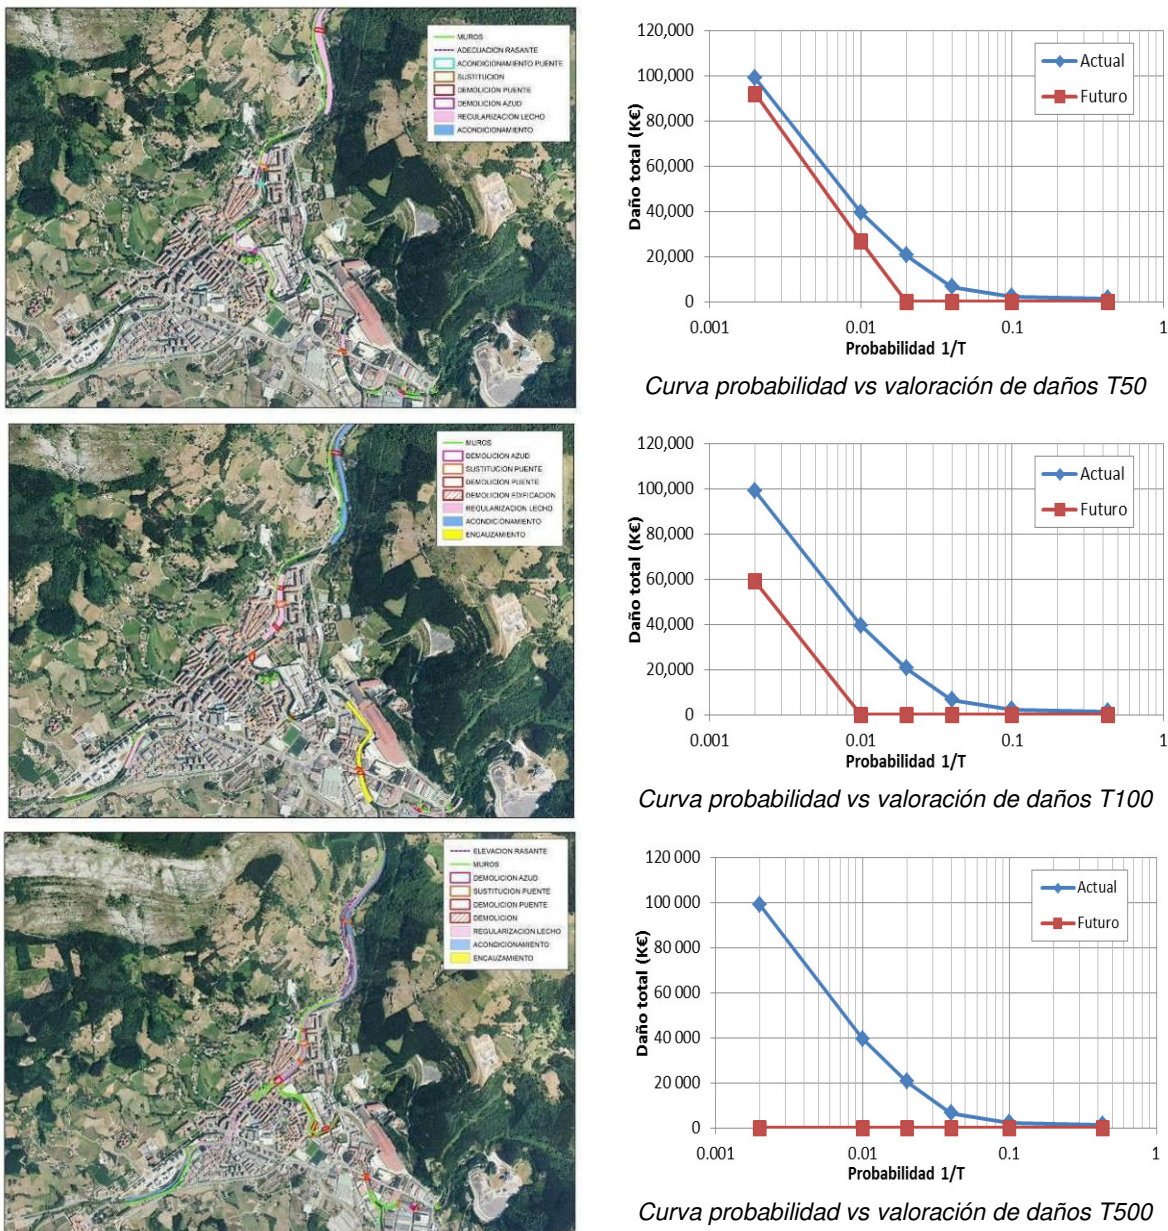 MUROS
ADECUACION RASANTE
ACONDICIONAMIENTO PUENTE
SUSTITUCION
DEMOLICION PUENTE
DEMOLICION AZUD
REGULARIZACION LECHO
ACONDICIONAMIENTO
120,000
100,000
80,000
60,000
40,000
20,000
0
Daño total (K€)
Actual
Futuro
0.001
0.01
0.1
1
Probabilidad 1/T
Curva probabilidad vs valoración de daños T50
MUROS
DEMOLICION AZUD
SUSTITUCION PUENTE
DEMOLICION PUENTE
DEMOLICION EDIFICACION
REGULARIZACION LECHO
ACONDICIONAMIENTO
ENCAUZAMIENTO
120,000
100,000
80,000
60,000
40,000
20,000
0
Daño total (K€)
Actual
Futuro
0.001
0.01
0.1
1
Probabilidad 1/T
Curva probabilidad vs valoración de daños T100
ELEVACION RASANTE
MUROS
DEMOLICION AZUD
SUSTITUCION PUENTE
DEMOLICION PUENTE
DEMOLICION
REGULARIZACION LECHO
ACONDICIONAMIENTO
ENCAUZAMIENTO
120 000
100 000
80 000
60 000
40 000
20 000
0
Daño total (K€)
Actual
Futuro
0.001
0.01
0.1
1
Probabilidad 1/T
Curva probabilidad vs valoración de daños T500